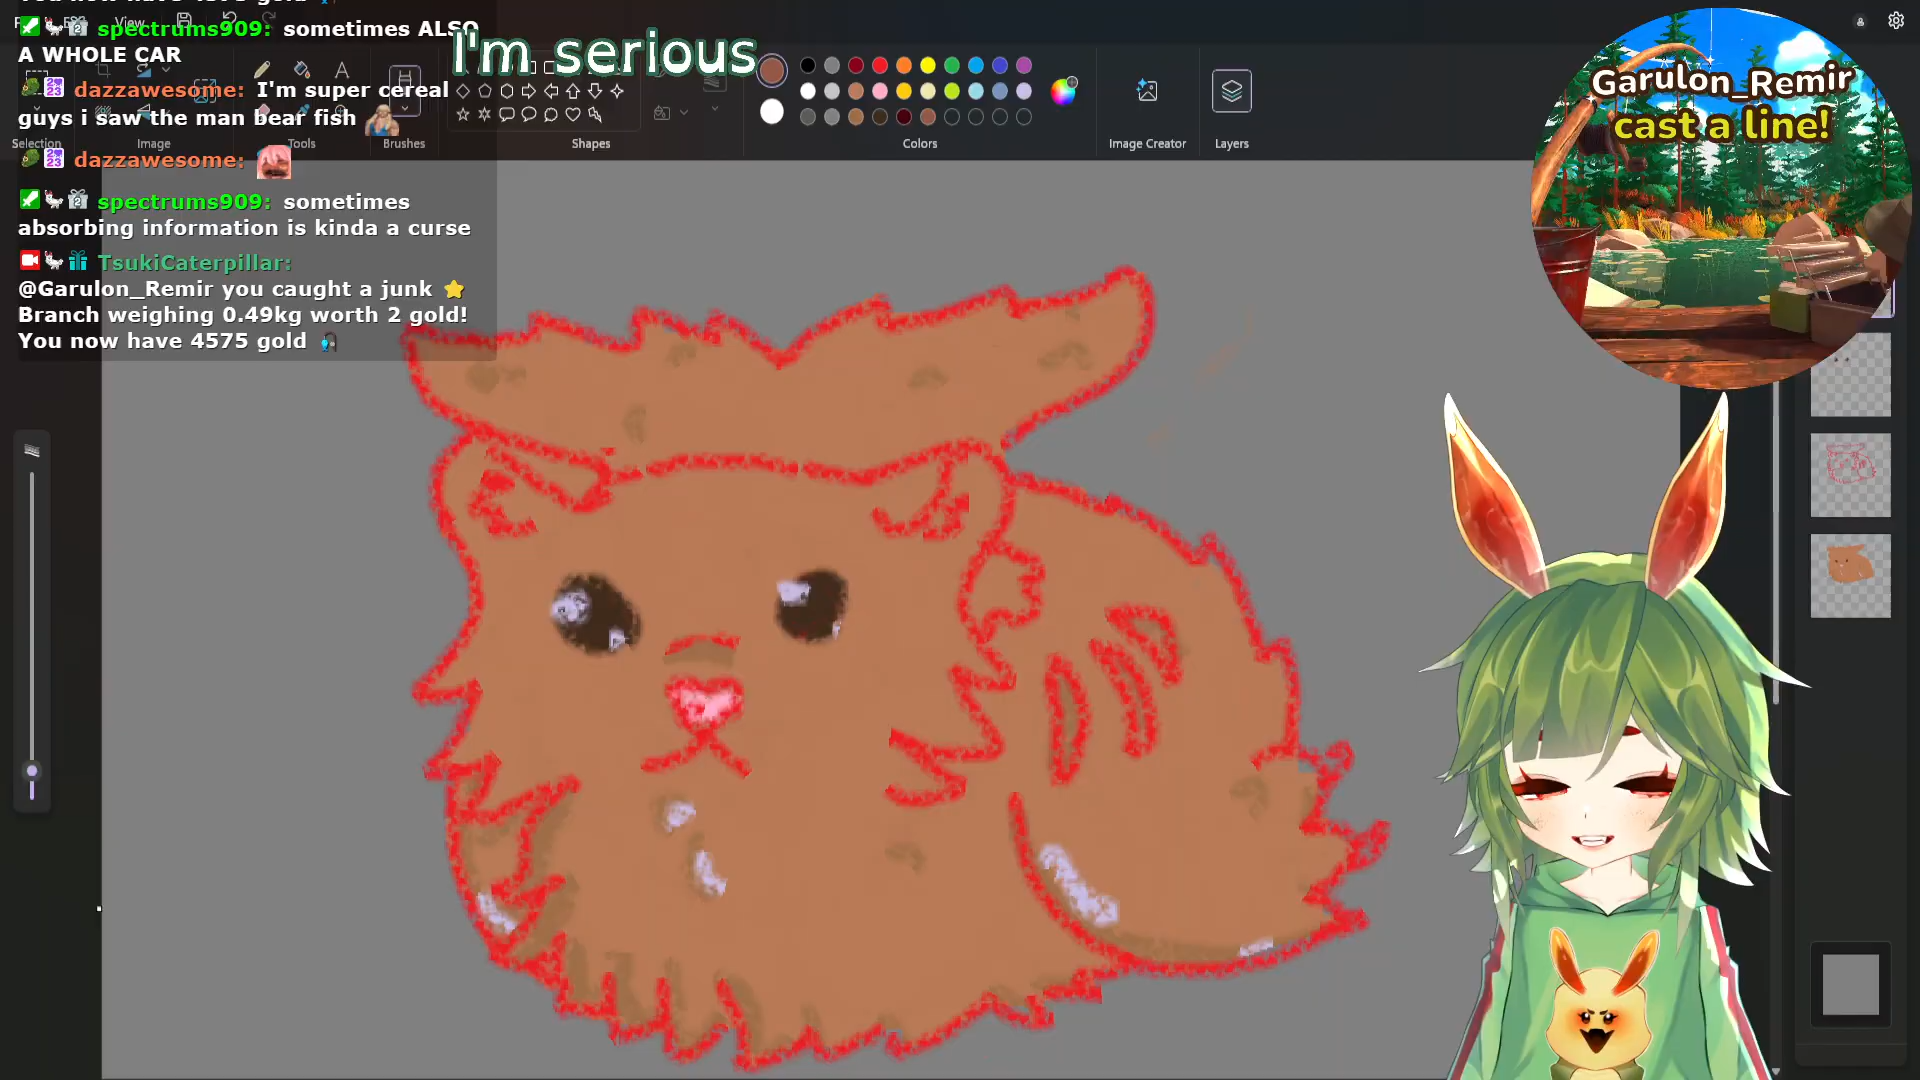 View
spectrums909: sometimes ALSO
A WHOLE CAR
dazzawesome: I'm super cereal
guys i saw the man bear fish
dazzawesome:
spectrums909: sometimes
absorbing information is kinda a curse
TsukiCaterpillar:
@Garulon_Remir you caught a junk
Branch weighing 0.49kg worth 2 gold!
You now have 4575 gold
I'm serious
Selection
Image
Tools
Brushes
Shapes
Colors
Image Creator
Layers
Garulon_Remir
cast a line!